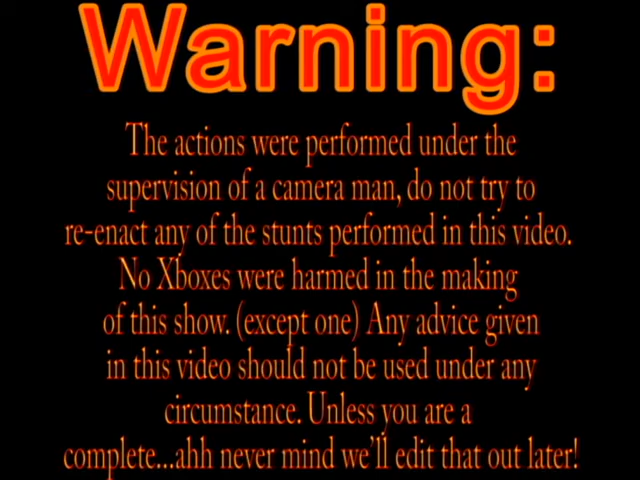 Warning:
The actions were performed under the
supervision of a camera man, do not try to
re-enact any of the stunts performed in this video.
No Xboxes were harmed in the making
of this show. (except one) Any advice given
in this video should not be used under any
circumstance. Unless you are a
complete...ahh never mind we'll edit that out later!